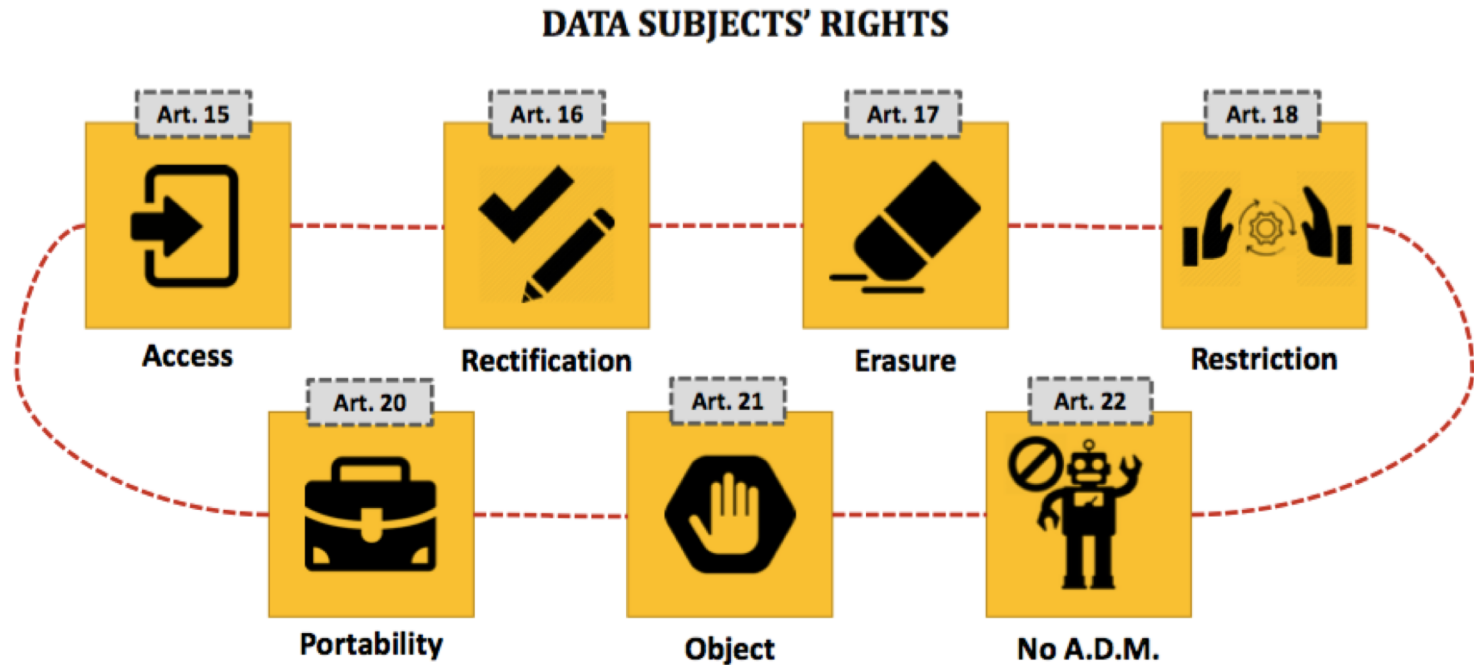 DATA SUBJECTS’ RIGHTS
Art. 15
Art. 16
Art. 17
Art. 18
Access
Rectification
Erasure
Restriction
Art. 20
Art. 21
Art. 22
Portability
Object
No A.D.M.